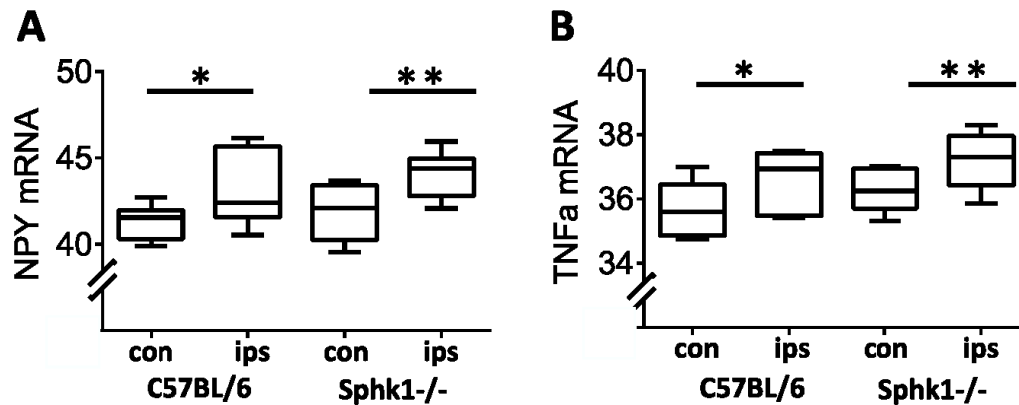 A
NPY mRNA
50
45
40
*
**
con ips con ips
C57BL/6 Sphk1-/-
B
TNFa mRNA
40
38
36
34
*
**
con ips con ips
C57BL/6 Sphk1-/-